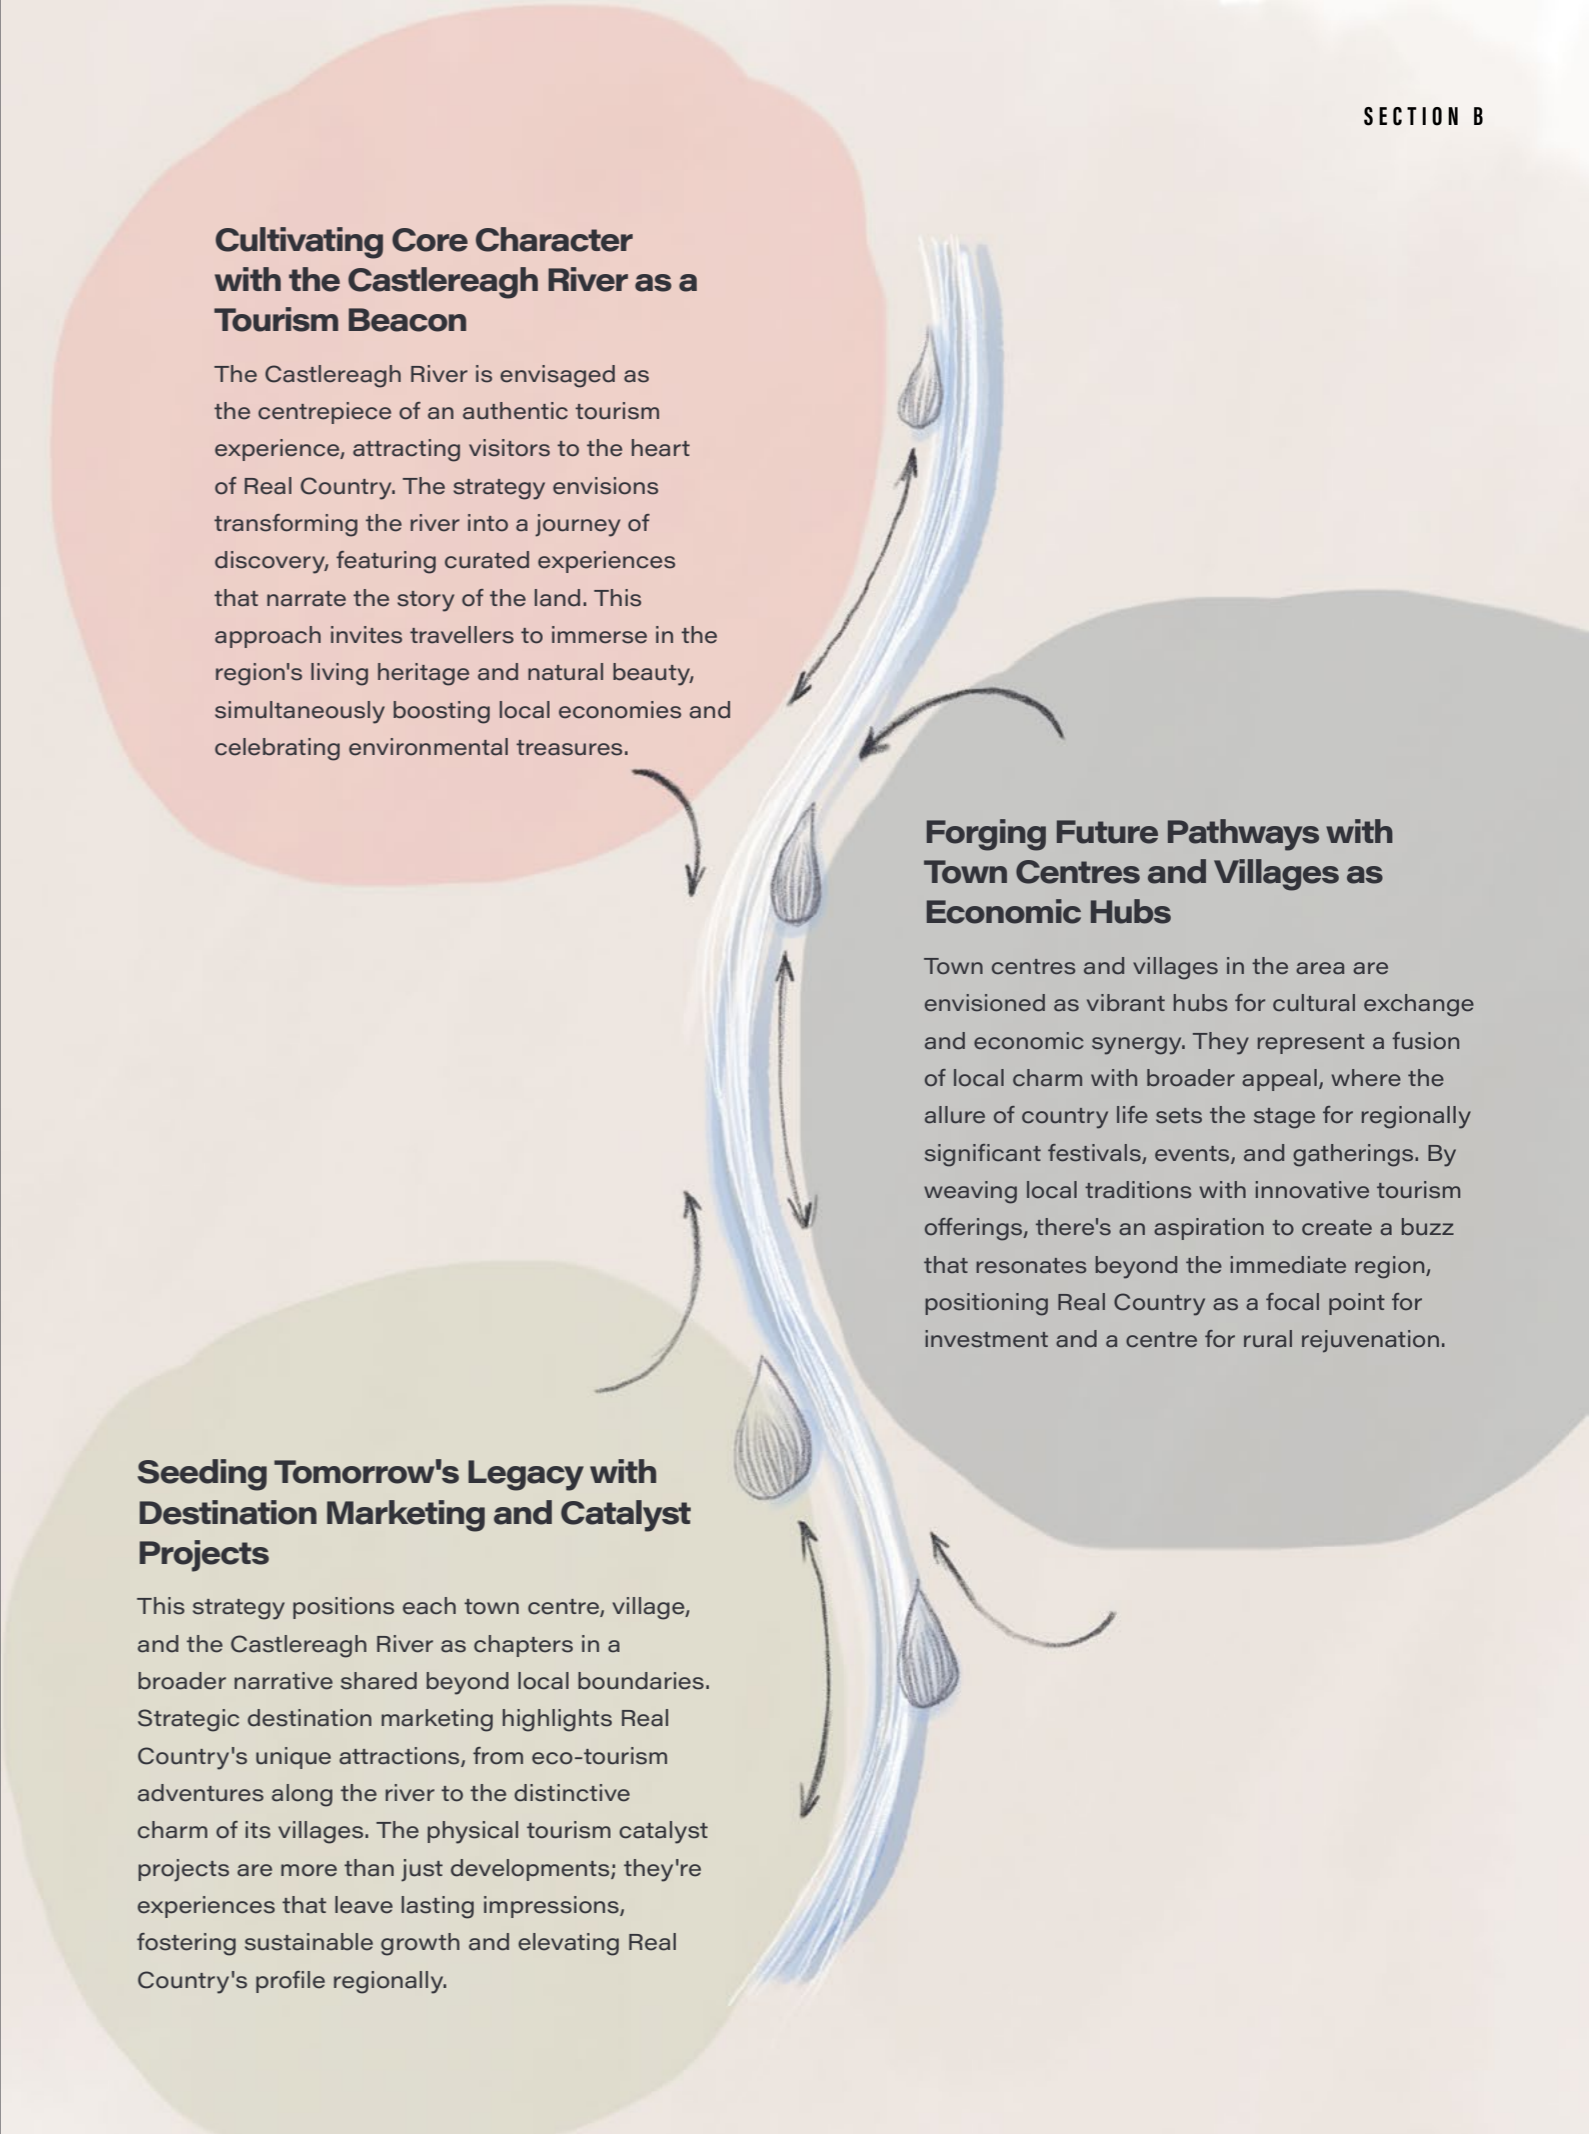 SECTION B
Cultivating Core Character
with the Castlereagh River as a
Tourism Beacon
The Castlereagh River is envisaged as
the centrepiece of an authentic tourism
experience, attracting visitors to the heart
of Real Country. The strategy envisions
transforming the river into a journey of
discovery, featuring curated experiences
that narrate the story of the land. This
approach invites travellers to immerse in the
region's living heritage and natural beauty,
simultaneously boosting local economies and
celebrating environmental treasures.
Forging Future Pathways with
Town Centres and Villages as
Economic Hubs
Town centres and villages in the area are
envisioned as vibrant hubs for cultural exchange
and economic synergy. They represent a fusion
of local charm with broader appeal, where the
allure of country life sets the stage for regionally
significant festivals, events, and gatherings. By
weaving local traditions with innovative tourism
offerings, there's an aspiration to create a buzz
that resonates beyond the immediate region,
positioning Real Country as a focal point for
investment and a centre for rural rejuvenation.
Seeding Tomorrow's Legacy with
Destination Marketing and Catalyst
Projects
This strategy positions each town centre, village,
and the Castlereagh River as chapters in a
broader narrative shared beyond local boundaries.
Strategic destination marketing highlights Real
Country's unique attractions, from eco-tourism
adventures along the river to the distinctive
charm of its villages. The physical tourism catalyst
projects are more than just developments; they're
experiences that leave lasting impressions,
fostering sustainable growth and elevating Real
Country's profile regionally.